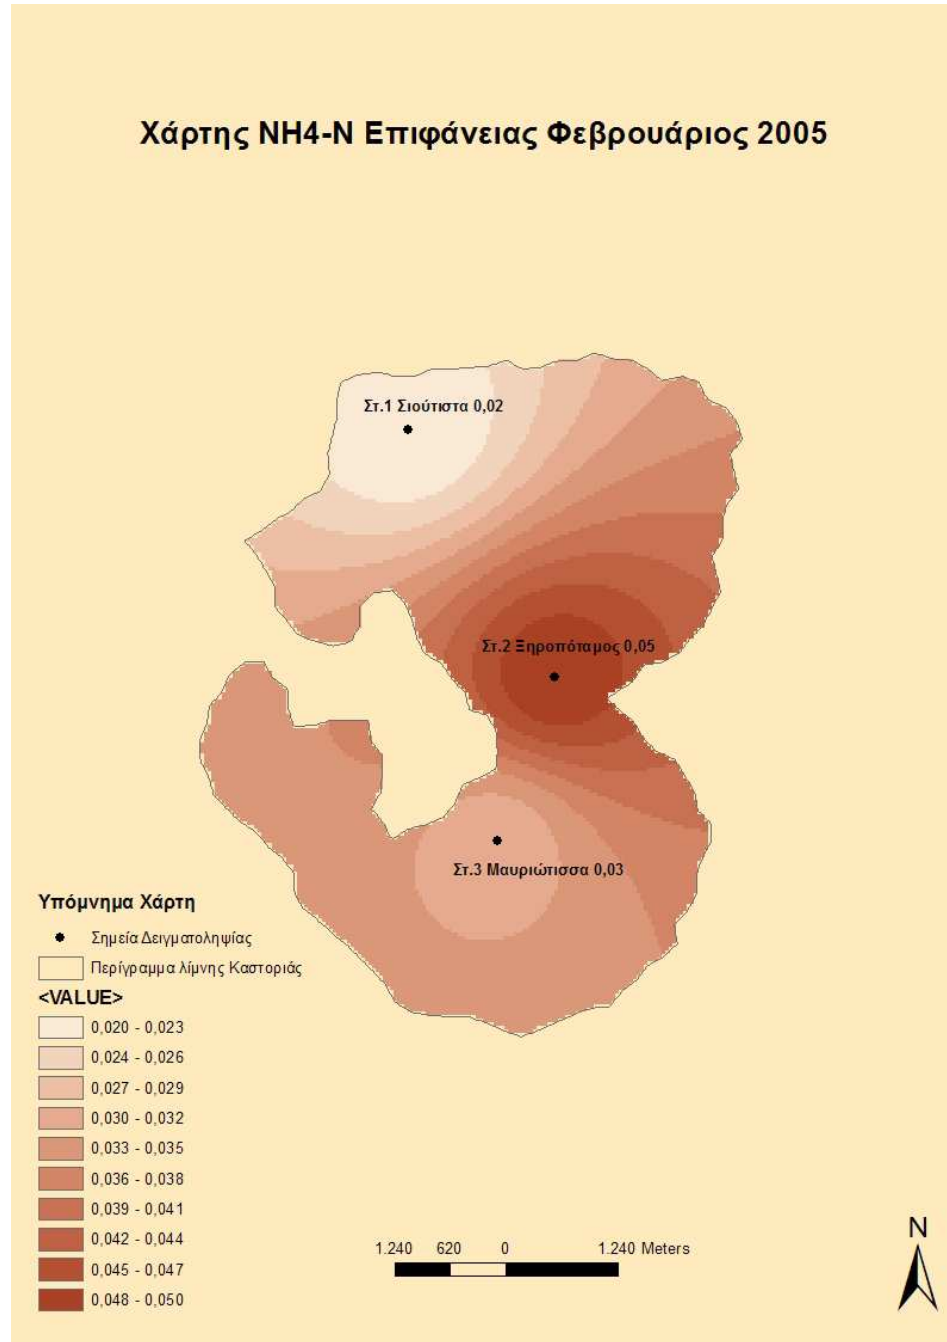 Χάρτης NH4-N Επιφάνειας Φεβρουάριος 2005
Στ.1 Σιούτιστα 0,02
Στ.2 Ξηροπόταμος 0,05
Στ.3 Μαυριώτισσα 0,03
Υπόμνημα Χάρτη
Σημεία Δειγματοληψίας
Περίγραμμα λίμνης Καστοριάς
<VALUE>
0,020 - 0,023
0,024 - 0,026
0,027 - 0,029
0,030 - 0,032
0,033 - 0,035
0,036 - 0,038
0,039 - 0,041
0,042 - 0,044
0,045 - 0,047
0,048 - 0,050
1.240 620 0 1.240 Meters
N